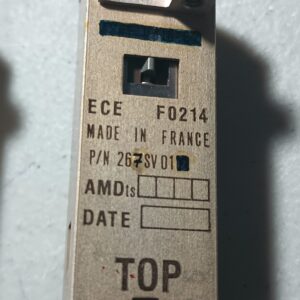 ECE F0214
MADE IN FRANCE
P/N 267SV01
AMDts
DATE
TOP